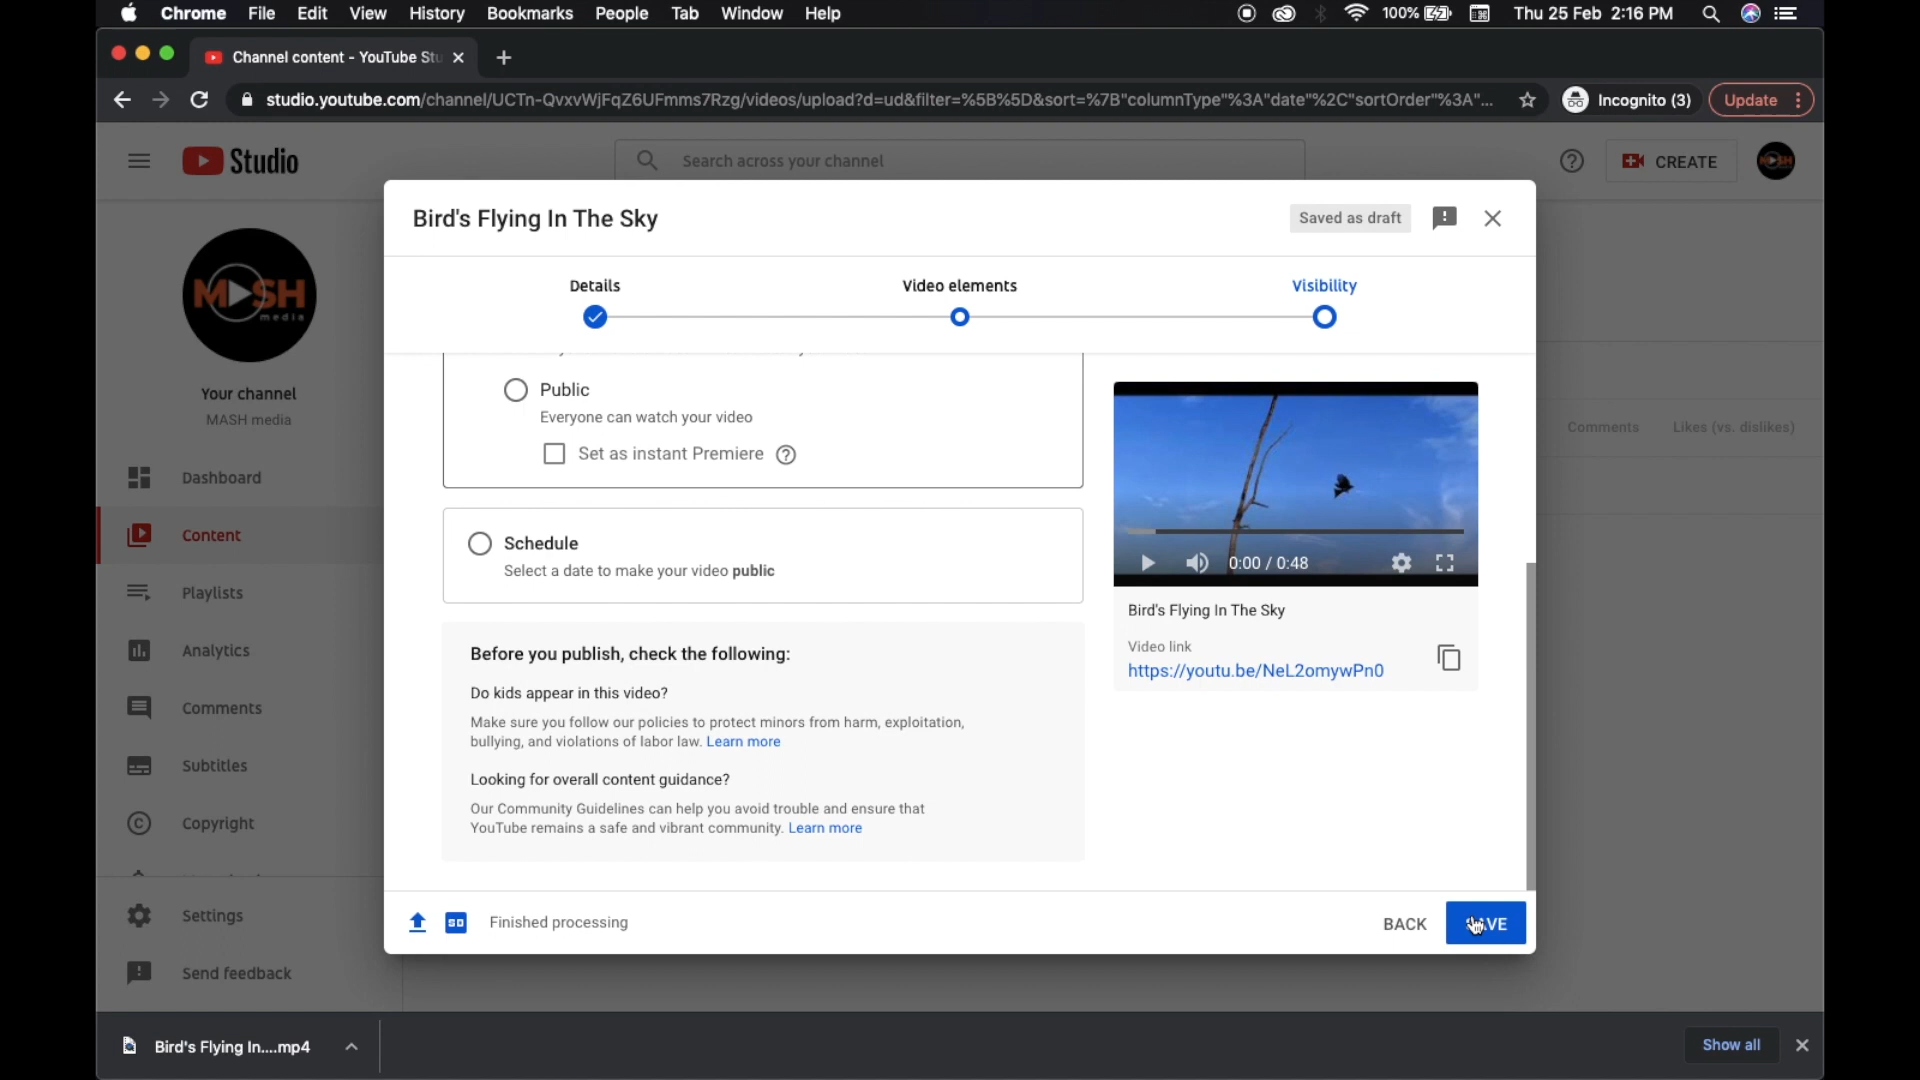 Chrome File Edit View History Bookmarks People Tab Window Help 100% Thu 25 Feb 2:16 PM
Channel content - YouTube Stu
studio.youtube.com/channel/UCTn-QvxvWjFqZ6UFmms7Rzg/videos/upload?d=ud&filter=%5B%5D&sort=%7B"columnType"%3A"date"%2C"sortOrder"%3A"... Incognito (3) Update
Studio Search across your channel CREATE
Bird's Flying In The Sky Saved as draft
Details Video elements Visibility
MASH
media
Your channel
MASH media
Dashboard
Content
Playlists
Analytics
Comments
Subtitles
Copyright
Settings
Send feedback
Public
Everyone can watch your video
Set as instant Premiere
Schedule
Select a date to make your video public
Before you publish, check the following:
Do kids appear in this video?
Make sure you follow our policies to protect minors from harm, exploitation,
bullying, and violations of labor law. Learn more
Looking for overall content guidance?
Our Community Guidelines can help you avoid trouble and ensure that
YouTube remains a safe and vibrant community. Learn more
0:00 / 0:48
Bird's Flying In The Sky
Video link
https://youtu.be/NeL2omywPn0
Comments Likes (vs. dislikes)
SD Finished processing BACK SAVE
Bird's Flying In....mp4 Show all